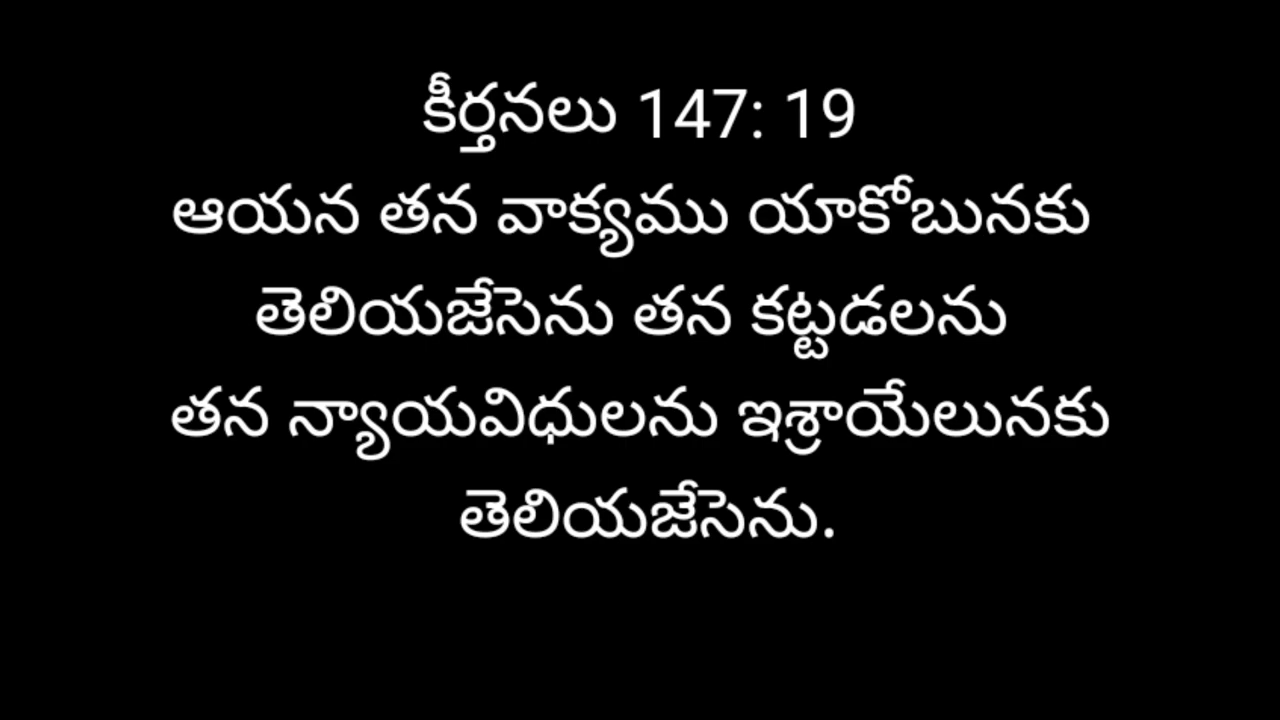 కీర్తనలు 147: 19
ఆయన తన వాక్యము యాకోబునకు
తెలియజేసెను తన కట్టడలను
తన న్యాయవిధులను ఇశ్రాయేలునకు
తెలియజేసెను.